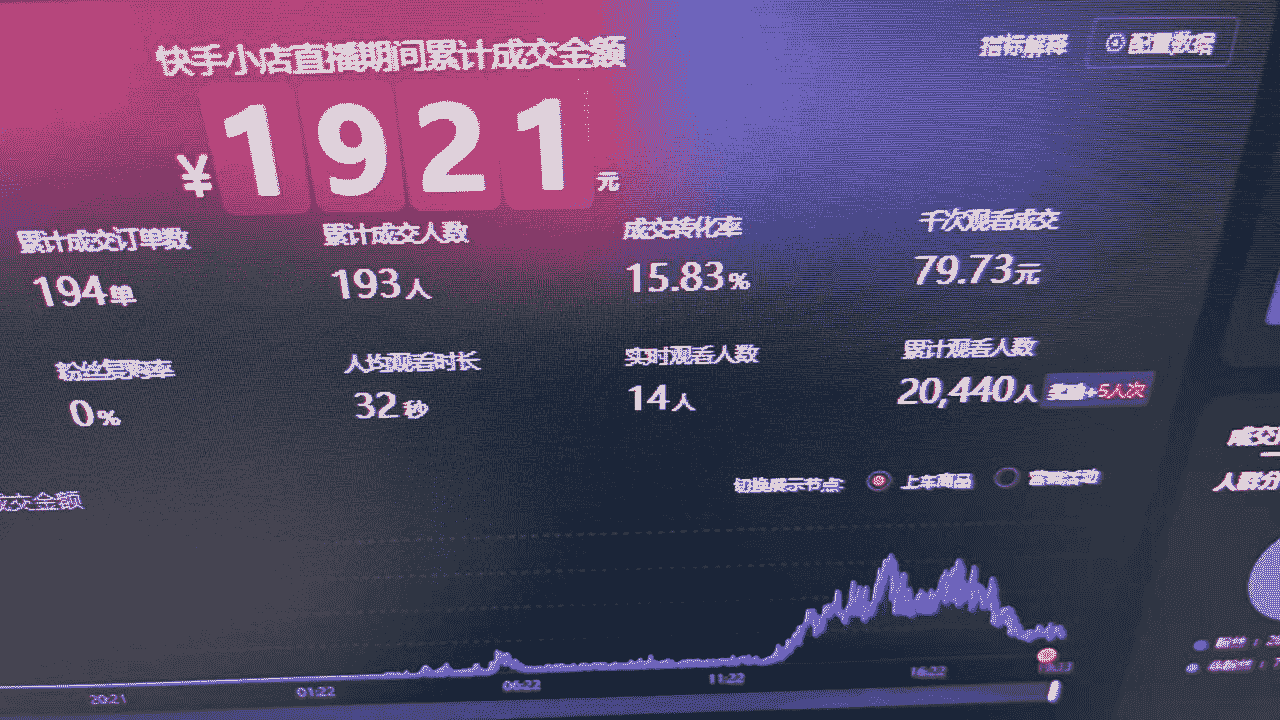 快手小店直播期间累计成交金额
指标解释 配置数据
¥1921元
累计成交订单数 累计成交人数 成交转化率 千次观看成交
194单 193人 15.83% 79.73元
粉丝复购率 人均观看时长 实时观看人数 累计观看人数
0% 32秒 14人 20,440人 +5人次
成交金额
切换展示节点 上车商品
成交
人群分
20:21 01:22 06:22 11:22 16:22